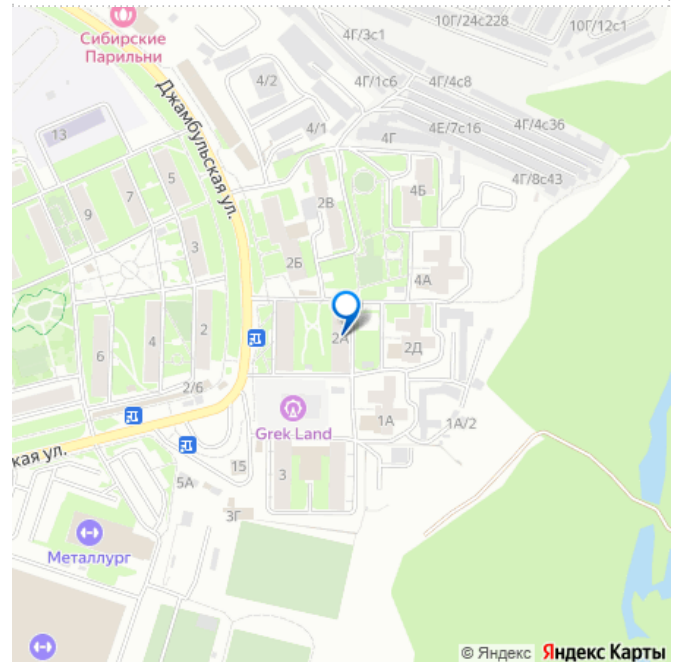 Сибирские
Парильни
10Г/24с228
10Г/12с1
4Г/3с1
4/2
4Г/1с6
4Г/4с8
Джамбульская ул.
4/1
4Г
4Е/7с16
4Г/4с36
13
4Г/8с43
5
7
9
2В
4Б
3
2Б
4А
2
4
6
2А
2Д
2/6
1А
1А/2
Grek Land
кая ул.
15
5А
3
3Г
Металлург
© Яндекс Яндекс Карты